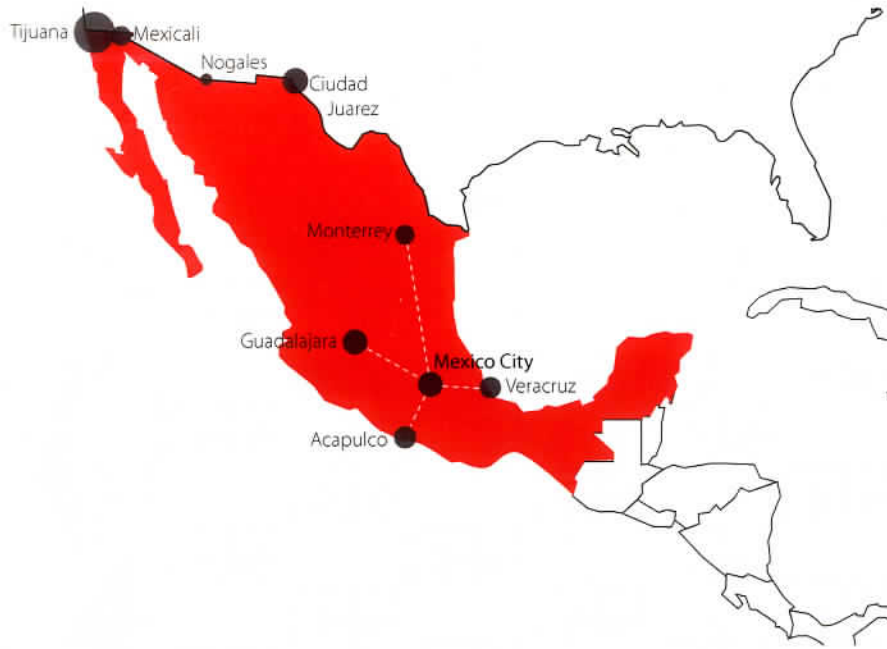 Tijuana
Mexicali
Nogales
Ciudad
Juarez
Monterrey
Guadalajara
Mexico City
Veracruz
Acapulco